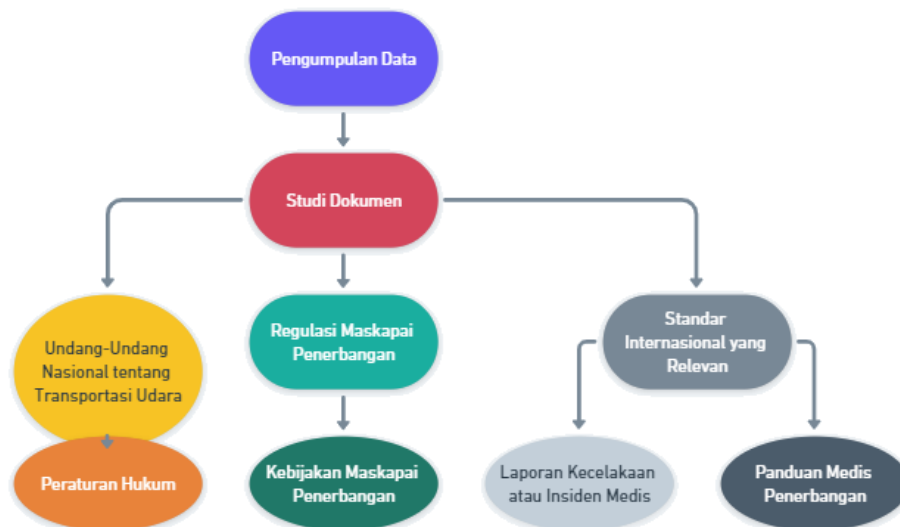 Pengumpulan Data
Studi Dokumen
Undang-Undang
Nasional tentang
Transportasi Udara
Regulasi Maskapai
Penerbangan
Standar
Internasional yang
Relevan
Peraturan Hukum
Kebijakan Maskapai
Penerbangan
Laporan Kecelakaan
atau Insiden Medis
Panduan Medis
Penerbangan